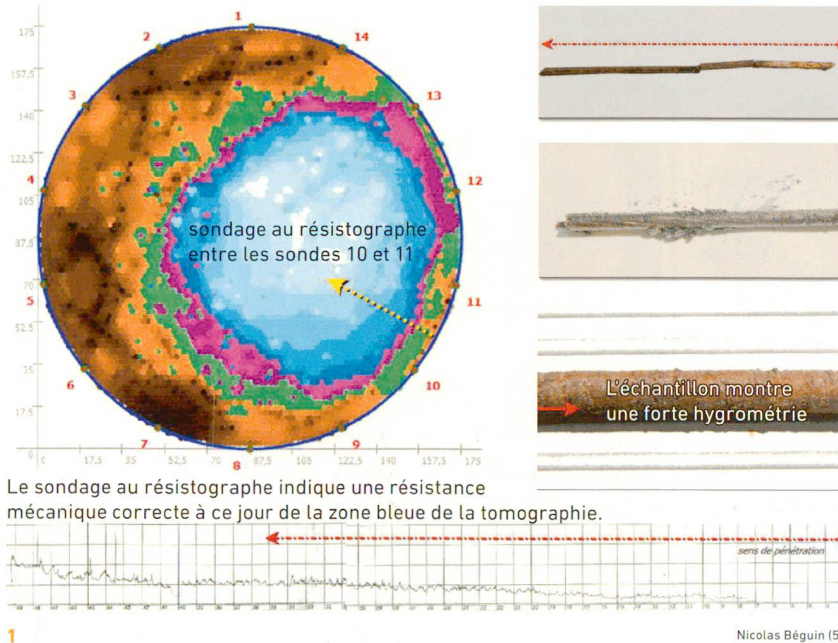 1
2
14
3
13
4
12
5
11
6
10
7
9
8
175
157,5
140
122,5
105
87,5
70
52,5
35
17,5
0
0 17,5 35 52,5 70 87,5 105 122,5 140 157,5 175
sondage au résistographe
entre les sondes 10 et 11
L'échantillon montre
une forte hygrométrie
Le sondage au résistographe indique une résistance
mécanique correcte à ce jour de la zone bleue de la tomographie.
sens de pénétration
1
Nicolas Béguin (5